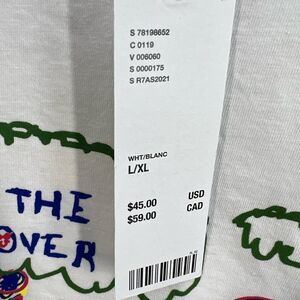 S 78198652
C 0119
V 006060
S 0000175
S R7AS2021
WHT/BLANC
L/XL
$45.00 USD
$59.00 CAD
THE
OVER